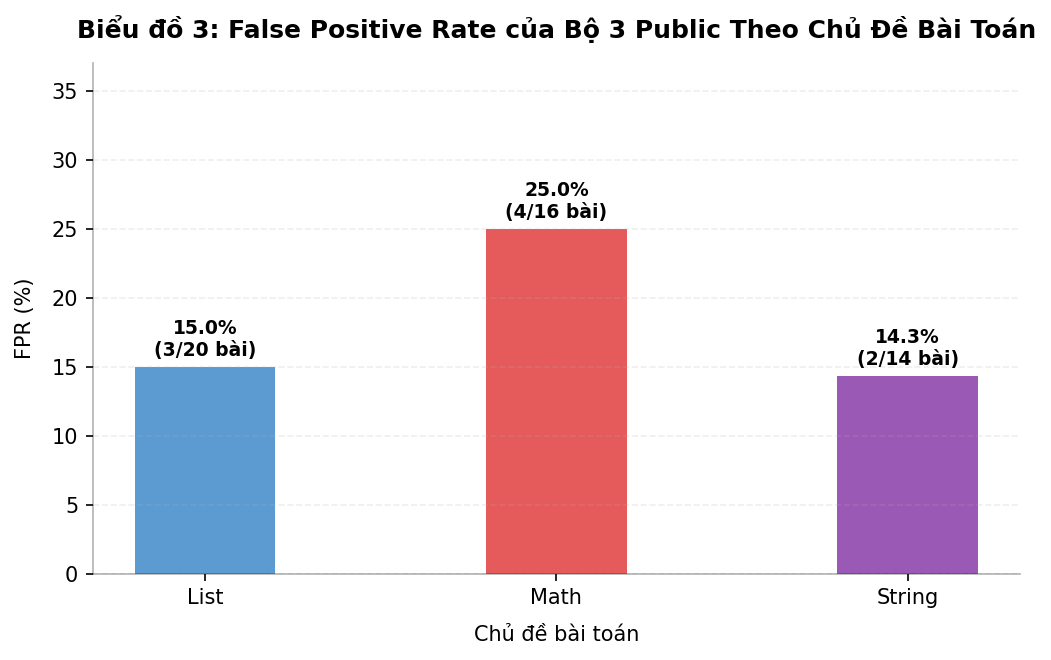 Biểu đồ 3: False Positive Rate của Bộ 3 Public Theo Chủ Đề Bài Toán
FPR (%)
35
30
25
20
15
10
5
0
15.0%
(3/20 bài)
25.0%
(4/16 bài)
14.3%
(2/14 bài)
List
Math
String
Chủ đề bài toán